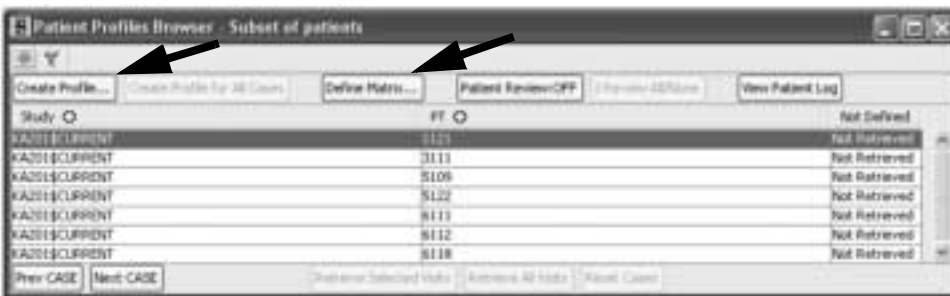 Patient Profiles Browser - Subset of patients
Create Profile... Create Profile for All Cases Define Matrix... Patient Review:OFF View Patient Log
Study PT Not Defined
KA201$CURRENT Not Retrieved
KA201$CURRENT 3111 Not Retrieved
KA201$CURRENT 5109 Not Retrieved
KA201$CURRENT 5122 Not Retrieved
KA201$CURRENT 6111 Not Retrieved
KA201$CURRENT 6112 Not Retrieved
KA201$CURRENT 6118 Not Retrieved
Prev CASE Next CASE Retrieve Selected Visits Retrieve All Visits Reset Cases